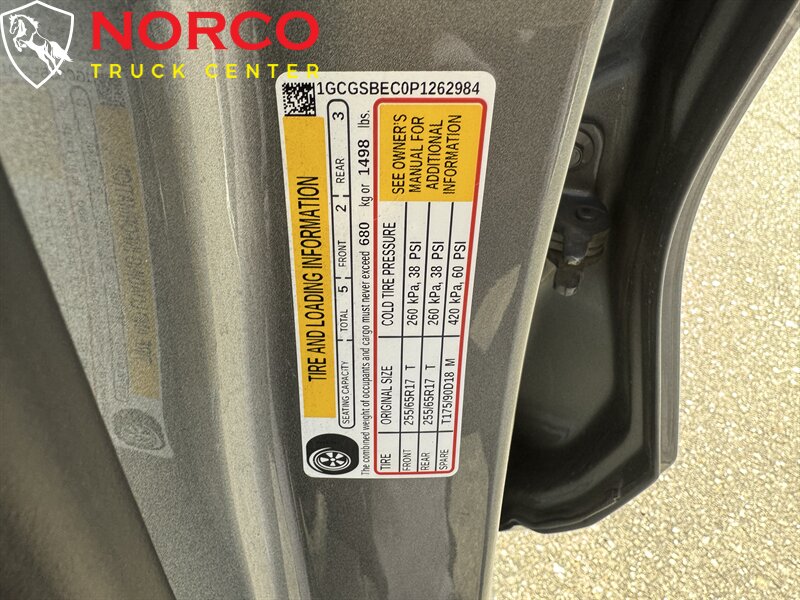 NORCO
TRUCK CENTER
1GCGSBEC0P1262984
TIRE AND LOADING INFORMATION
SEATING CAPACITY TOTAL 5 FRONT 2 REAR 3
The combined weight of occupants and cargo must never exceed 680 kg or 1498 lbs.
TIRE ORIGINAL SIZE COLD TIRE PRESSURE
FRONT 255/65R17 T 260 kPa, 38 PSI
REAR 255/65R17 T 260 kPa, 38 PSI
SPARE T175/90D18 M 420 kPa, 60 PSI
SEE OWNER'S
MANUAL FOR
ADDITIONAL
INFORMATION